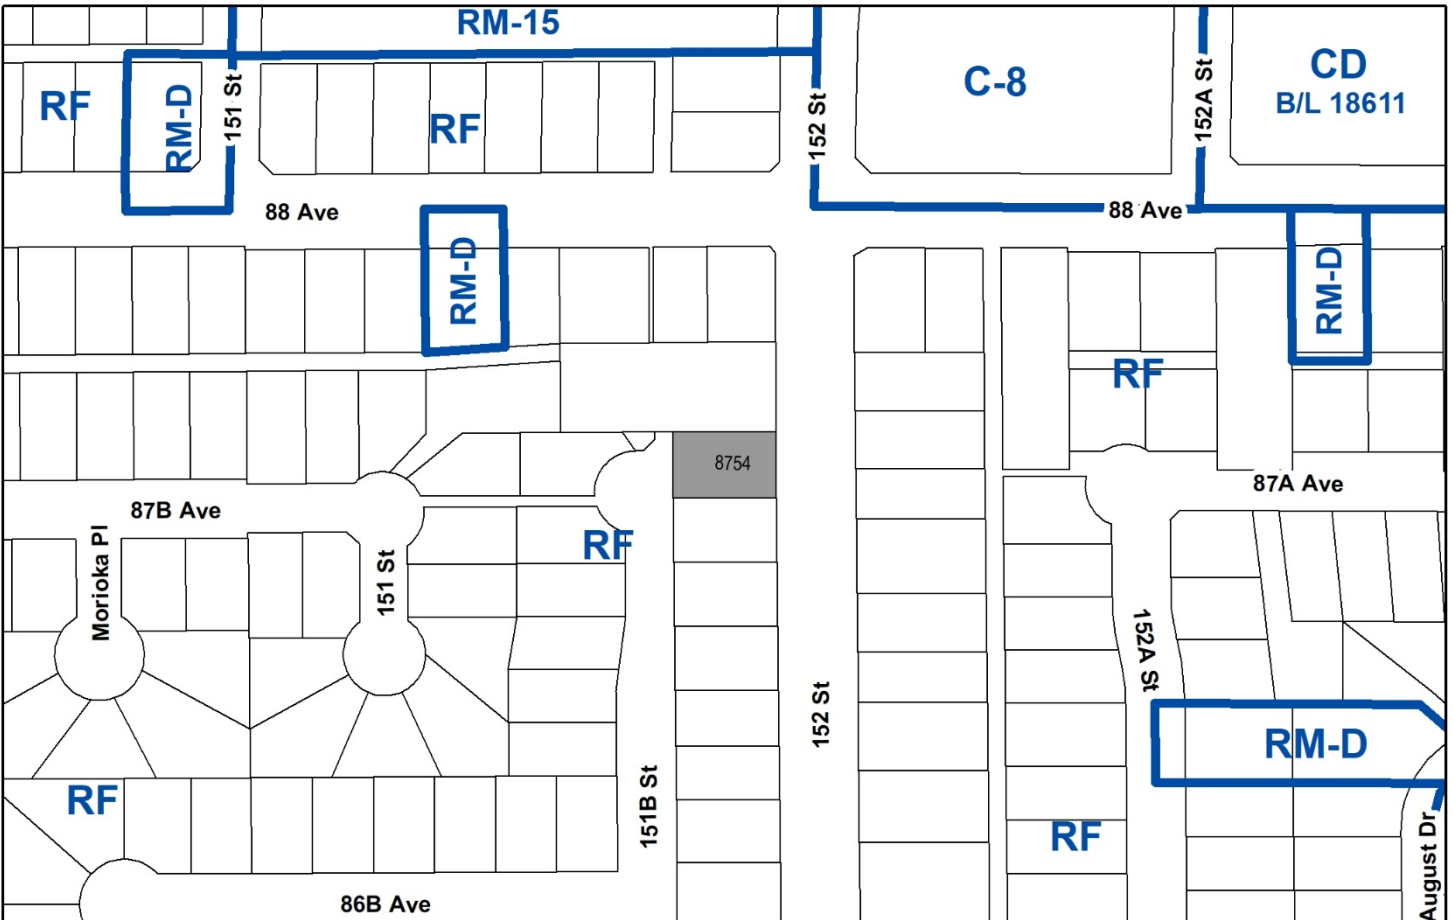 RM-15
C-8
CD
B/L 18611
RF
RM-D
151 St
RF
152 St
152A St
88 Ave
88 Ave
RM-D
RM-D
RF
8754
87A Ave
87B Ave
RF
Morioka Pl
151 St
152A St
152 St
RM-D
151B St
RF
RF
August Dr
86B Ave